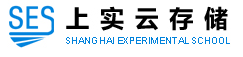 SES 上实云存储
SHANGHAI EXPERIMENTAL SCHOOL